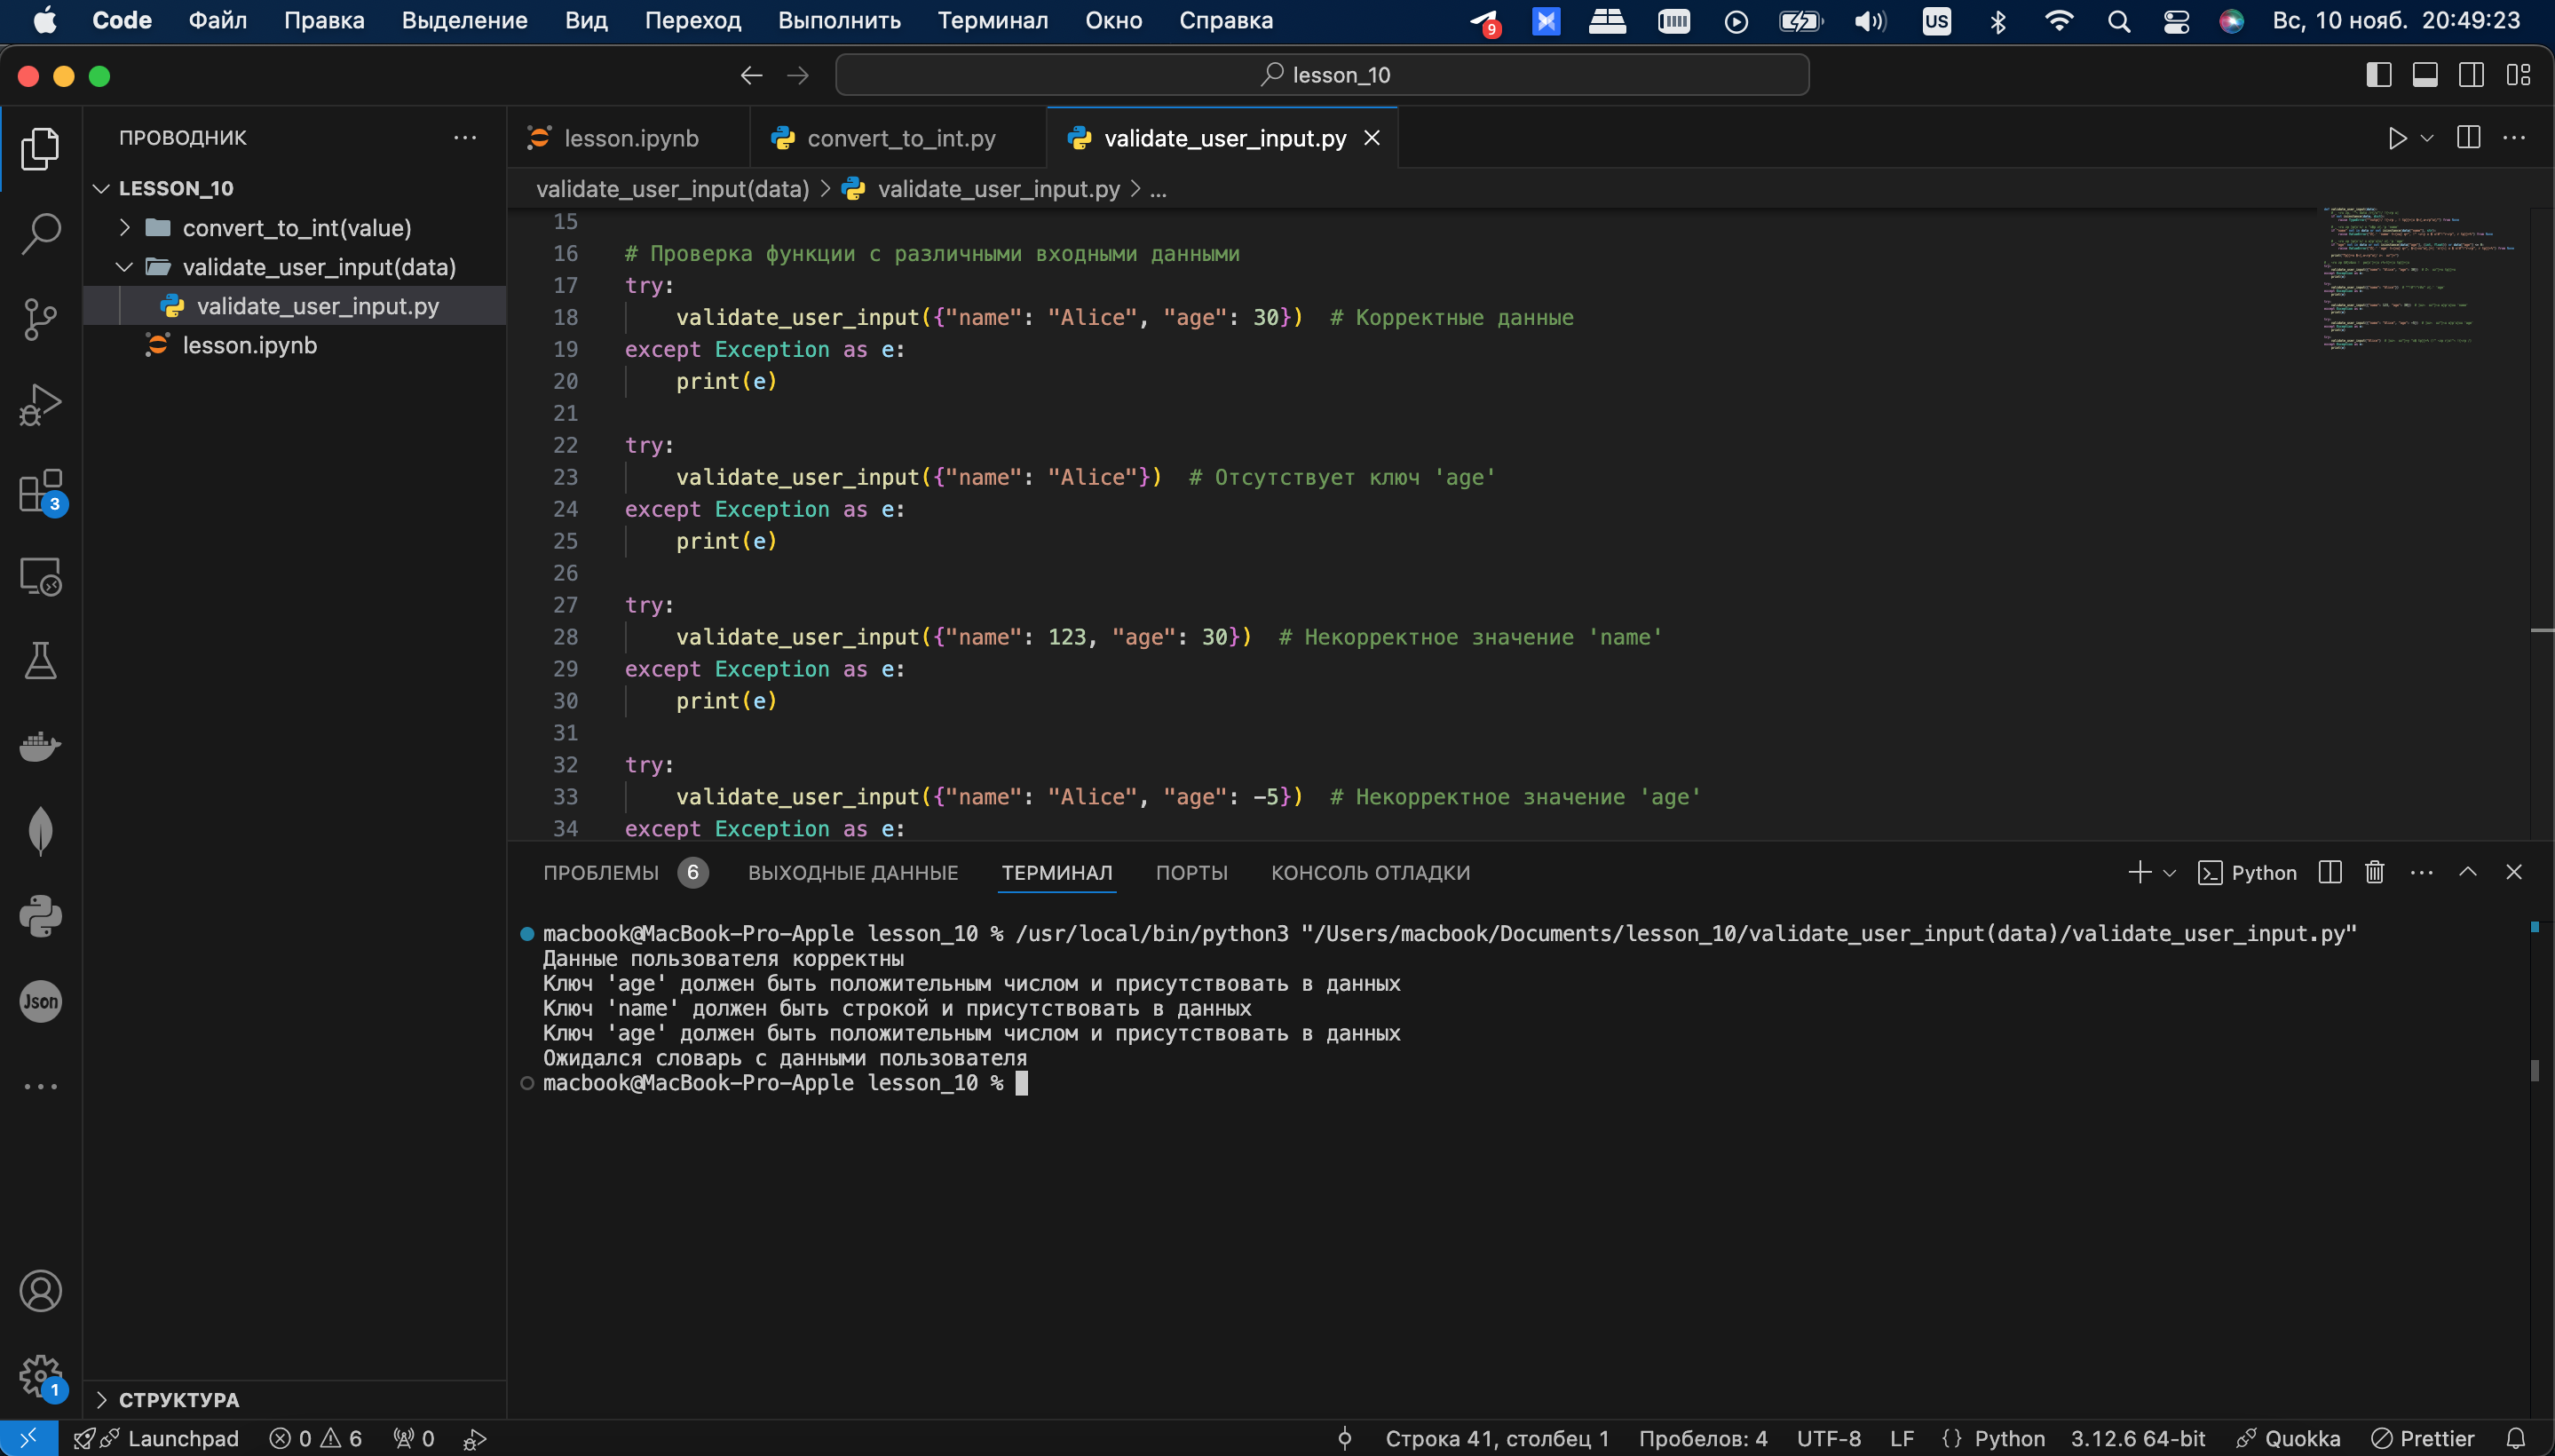 Code Файл Правка Выделение Вид Переход Выполнить Терминал Окно Справка 9 US Вс, 10 нояб. 20:49:23
lesson_10
ПРОВОДНИК
LESSON_10
convert_to_int(value)
validate_user_input(data)
validate_user_input.py
lesson.ipynb
3
Json
1
СТРУКТУРА
lesson.ipynb convert_to_int.py validate_user_input.py
validate_user_input(data) > validate_user_input.py > ...
15
16 # Проверка функции с различными входными данными
17 try:
18 validate_user_input({"name": "Alice", "age": 30}) # Корректные данные
19 except Exception as e:
20 print(e)
21
22 try:
23 validate_user_input({"name": "Alice"}) # Отсутствует ключ 'age'
24 except Exception as e:
25 print(e)
26
27 try:
28 validate_user_input({"name": 123, "age": 30}) # Некорректное значение 'name'
29 except Exception as e:
30 print(e)
31
32 try:
33 validate_user_input({"name": "Alice", "age": -5}) # Некорректное значение 'age'
34 except Exception as e:
ПРОБЛЕМЫ 6 ВЫХОДНЫЕ ДАННЫЕ ТЕРМИНАЛ ПОРТЫ КОНСОЛЬ ОТЛАДКИ Python
macbook@MacBook-Pro-Apple lesson_10 % /usr/local/bin/python3 "/Users/macbook/Documents/lesson_10/validate_user_input(data)/validate_user_input.py"
Данные пользователя корректны
Ключ 'age' должен быть положительным числом и присутствовать в данных
Ключ 'name' должен быть строкой и присутствовать в данных
Ключ 'age' должен быть положительным числом и присутствовать в данных
Ожидался словарь с данными пользователя
macbook@MacBook-Pro-Apple lesson_10 %
Launchpad 0 6 0 Строка 41, столбец 1 Пробелов: 4 UTF-8 LF {} Python 3.12.6 64-bit Quokka Prettier